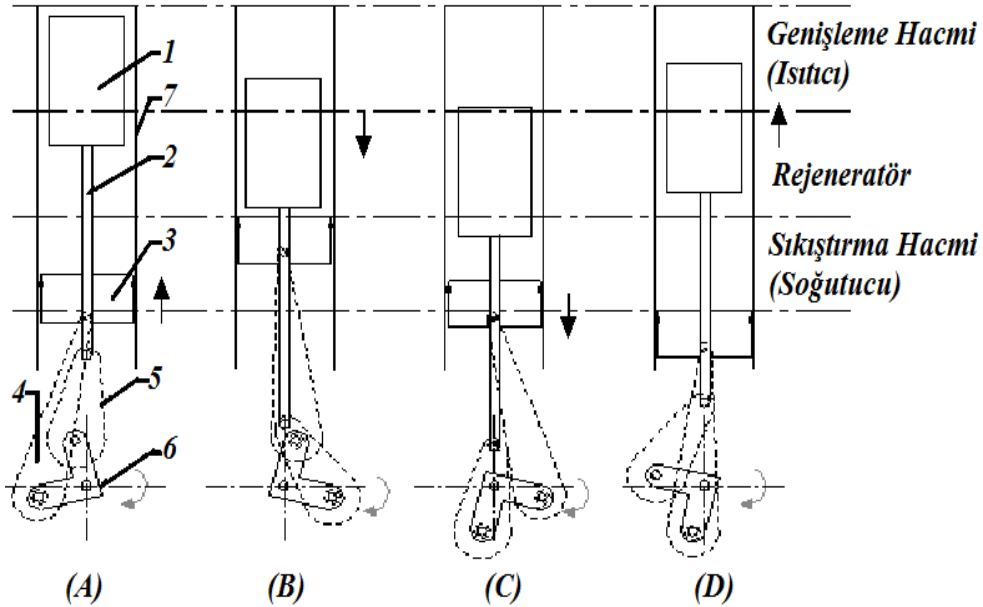 Genişleme Hacmi
(Isıtıcı)
Rejeneratör
Sıkıştırma Hacmi
(Soğutucu)
1
7
2
3
4
5
6
(A) (B) (C) (D)